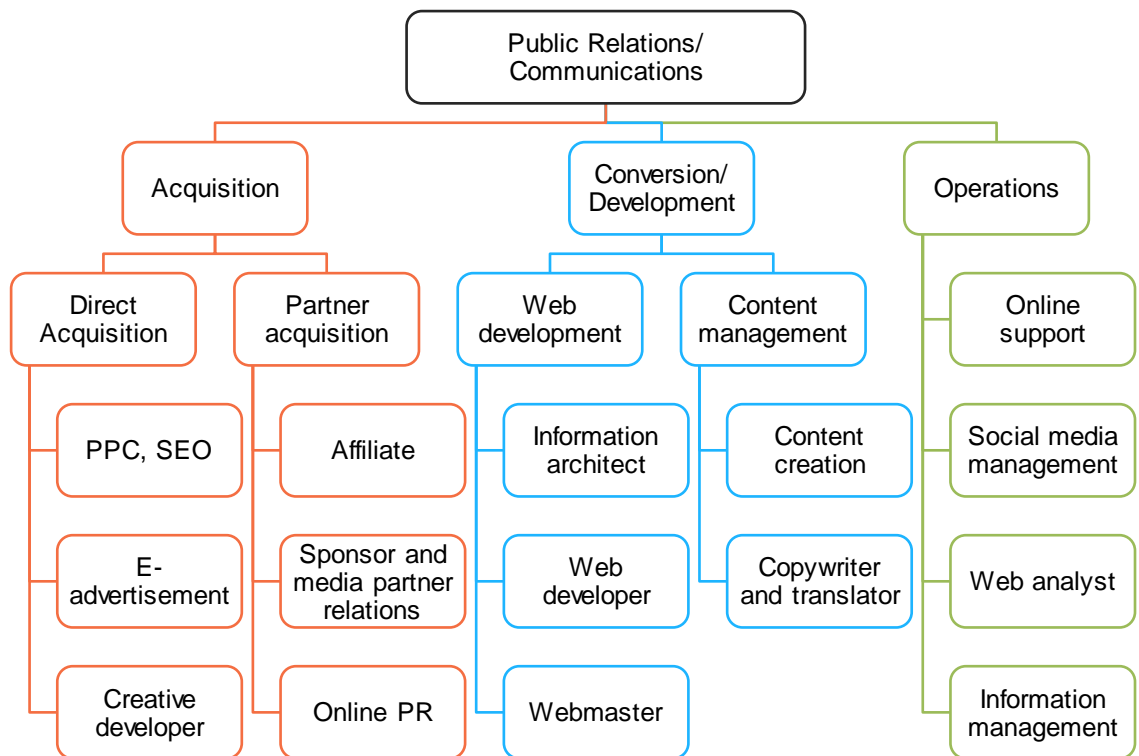 Public Relations/
Communications
Acquisition
Conversion/
Development
Operations
Direct
Acquisition
Partner
acquisition
Web
development
Content
management
Online
support
PPC, SEO
Affiliate
Information
architect
Content
creation
Social media
management
E-
advertisement
Sponsor and
media partner
relations
Web
developer
Copywriter
and translator
Web analyst
Creative
developer
Online PR
Webmaster
Information
management